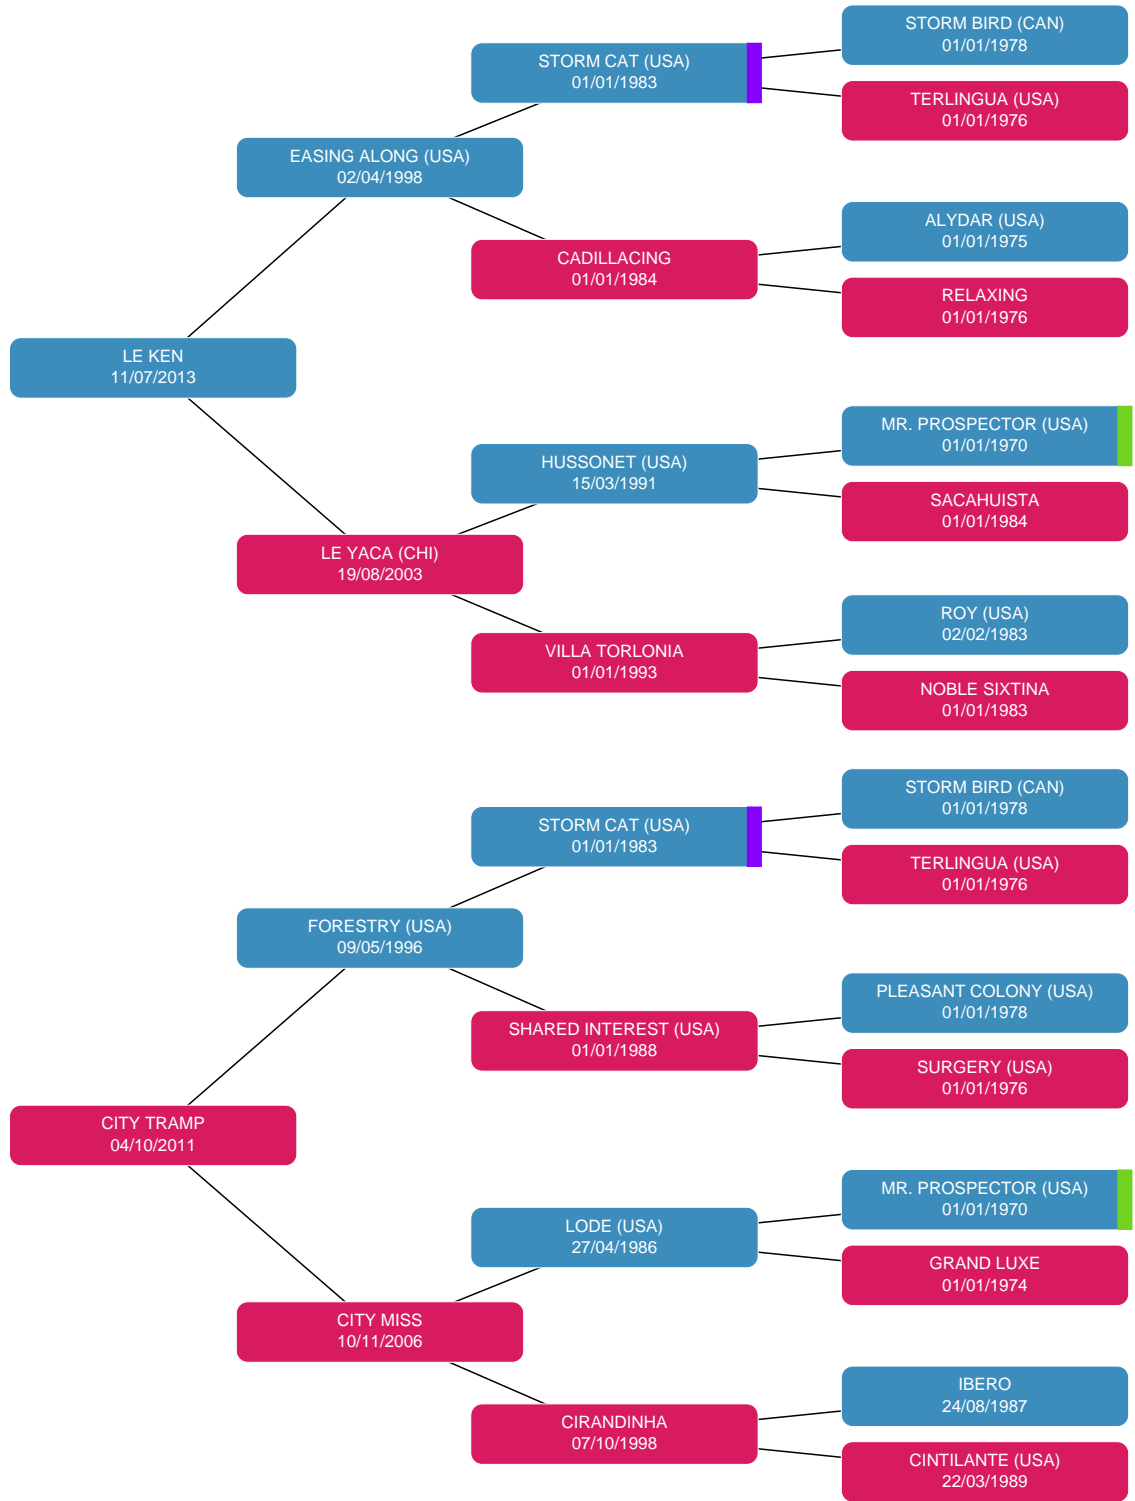 STORM BIRD (CAN)
01/01/1978
STORM CAT (USA)
01/01/1983
TERLINGUA (USA)
01/01/1976
EASING ALONG (USA)
02/04/1998
ALYDAR (USA)
01/01/1975
CADILLACING
01/01/1984
RELAXING
01/01/1976
LE KEN
11/07/2013
MR. PROSPECTOR (USA)
01/01/1970
HUSSONET (USA)
15/03/1991
SACAHUISTA
01/01/1984
LE YACA (CHI)
19/08/2003
ROY (USA)
02/02/1983
VILLA TORLONIA
01/01/1993
NOBLE SIXTINA
01/01/1983
STORM BIRD (CAN)
01/01/1978
STORM CAT (USA)
01/01/1983
TERLINGUA (USA)
01/01/1976
FORESTRY (USA)
09/05/1996
PLEASANT COLONY (USA)
01/01/1978
SHARED INTEREST (USA)
01/01/1988
SURGERY (USA)
01/01/1976
CITY TRAMP
04/10/2011
MR. PROSPECTOR (USA)
01/01/1970
LODE (USA)
27/04/1986
GRAND LUXE
01/01/1974
CITY MISS
10/11/2006
IBERO
24/08/1987
CIRANDINHA
07/10/1998
CINTILANTE (USA)
22/03/1989